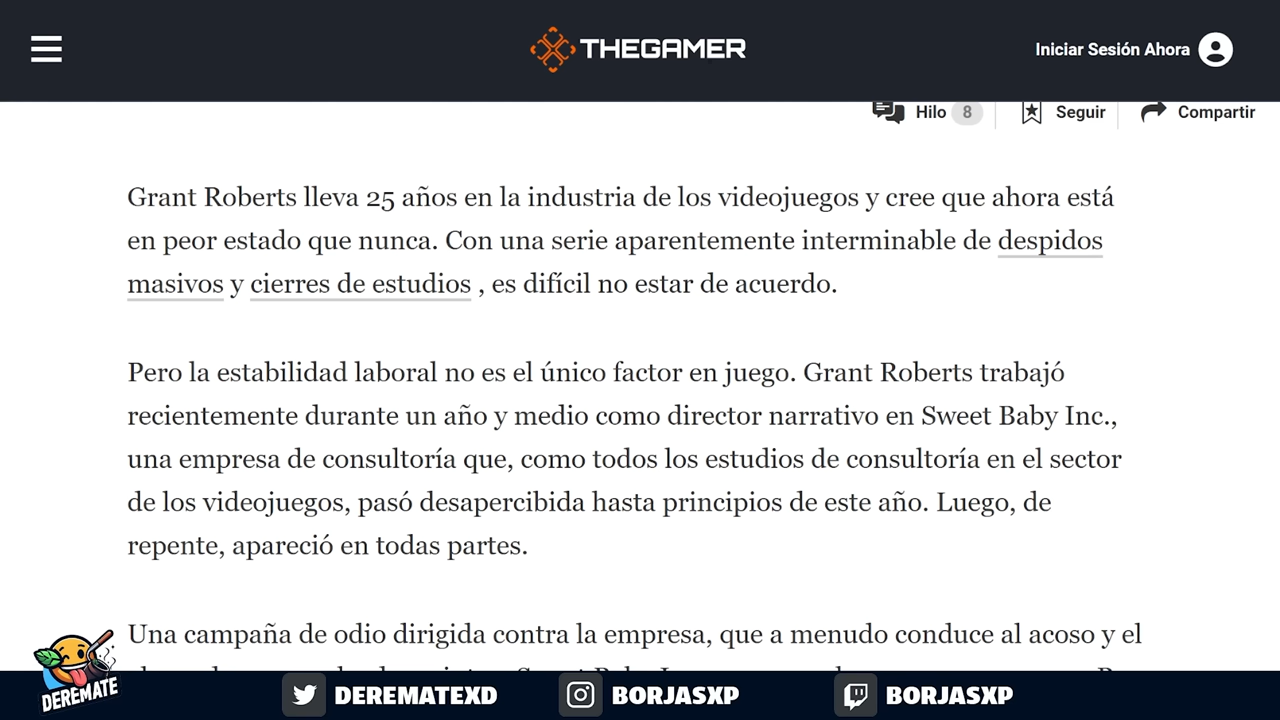 THEGAMER
Iniciar Sesión Ahora
Hilo 8 Seguir Compartir
Grant Roberts lleva 25 años en la industria de los videojuegos y cree que ahora está
en peor estado que nunca. Con una serie aparentemente interminable de despidos
masivos y cierres de estudios , es difícil no estar de acuerdo.
Pero la estabilidad laboral no es el único factor en juego. Grant Roberts trabajó
recientemente durante un año y medio como director narrativo en Sweet Baby Inc.,
una empresa de consultoría que, como todos los estudios de consultoría en el sector
de los videojuegos, pasó desapercibida hasta principios de este año. Luego, de
repente, apareció en todas partes.
Una campaña de odio dirigida contra la empresa, que a menudo conduce al acoso y el
DEREMATE
DEREMATEXD BORJASXP BORJASXP